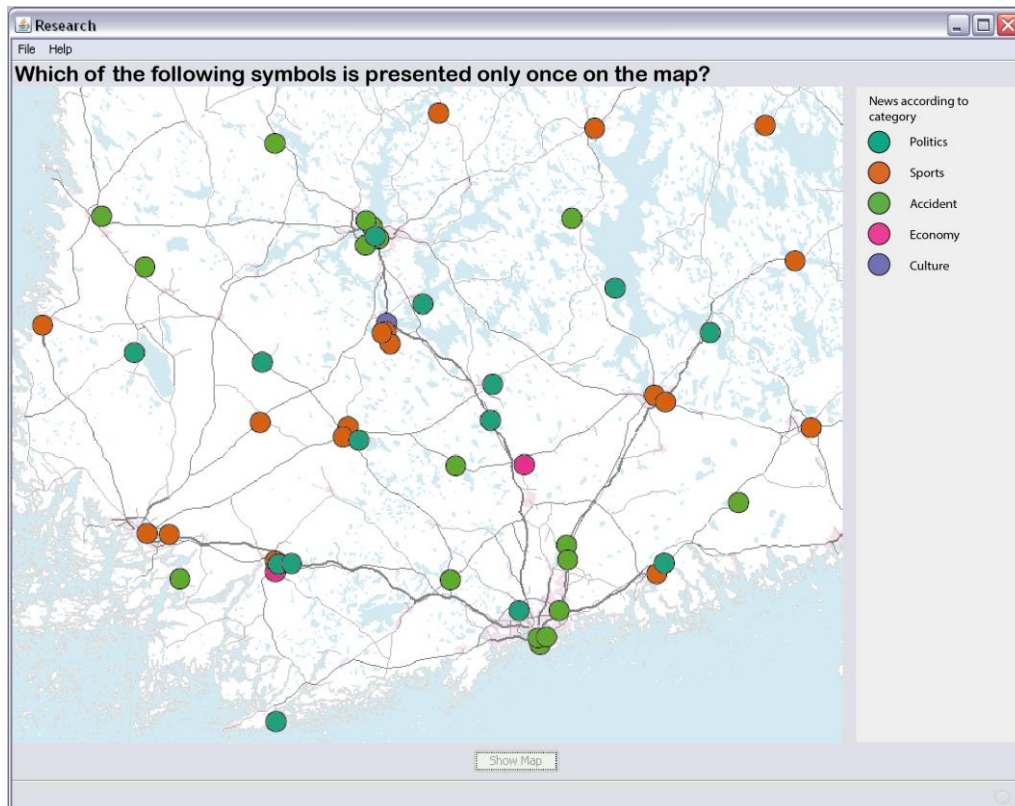 Research
File Help
Which of the following symbols is presented only once on the map?
News according to
category
Politics
Sports
Accident
Economy
Culture
Show Map